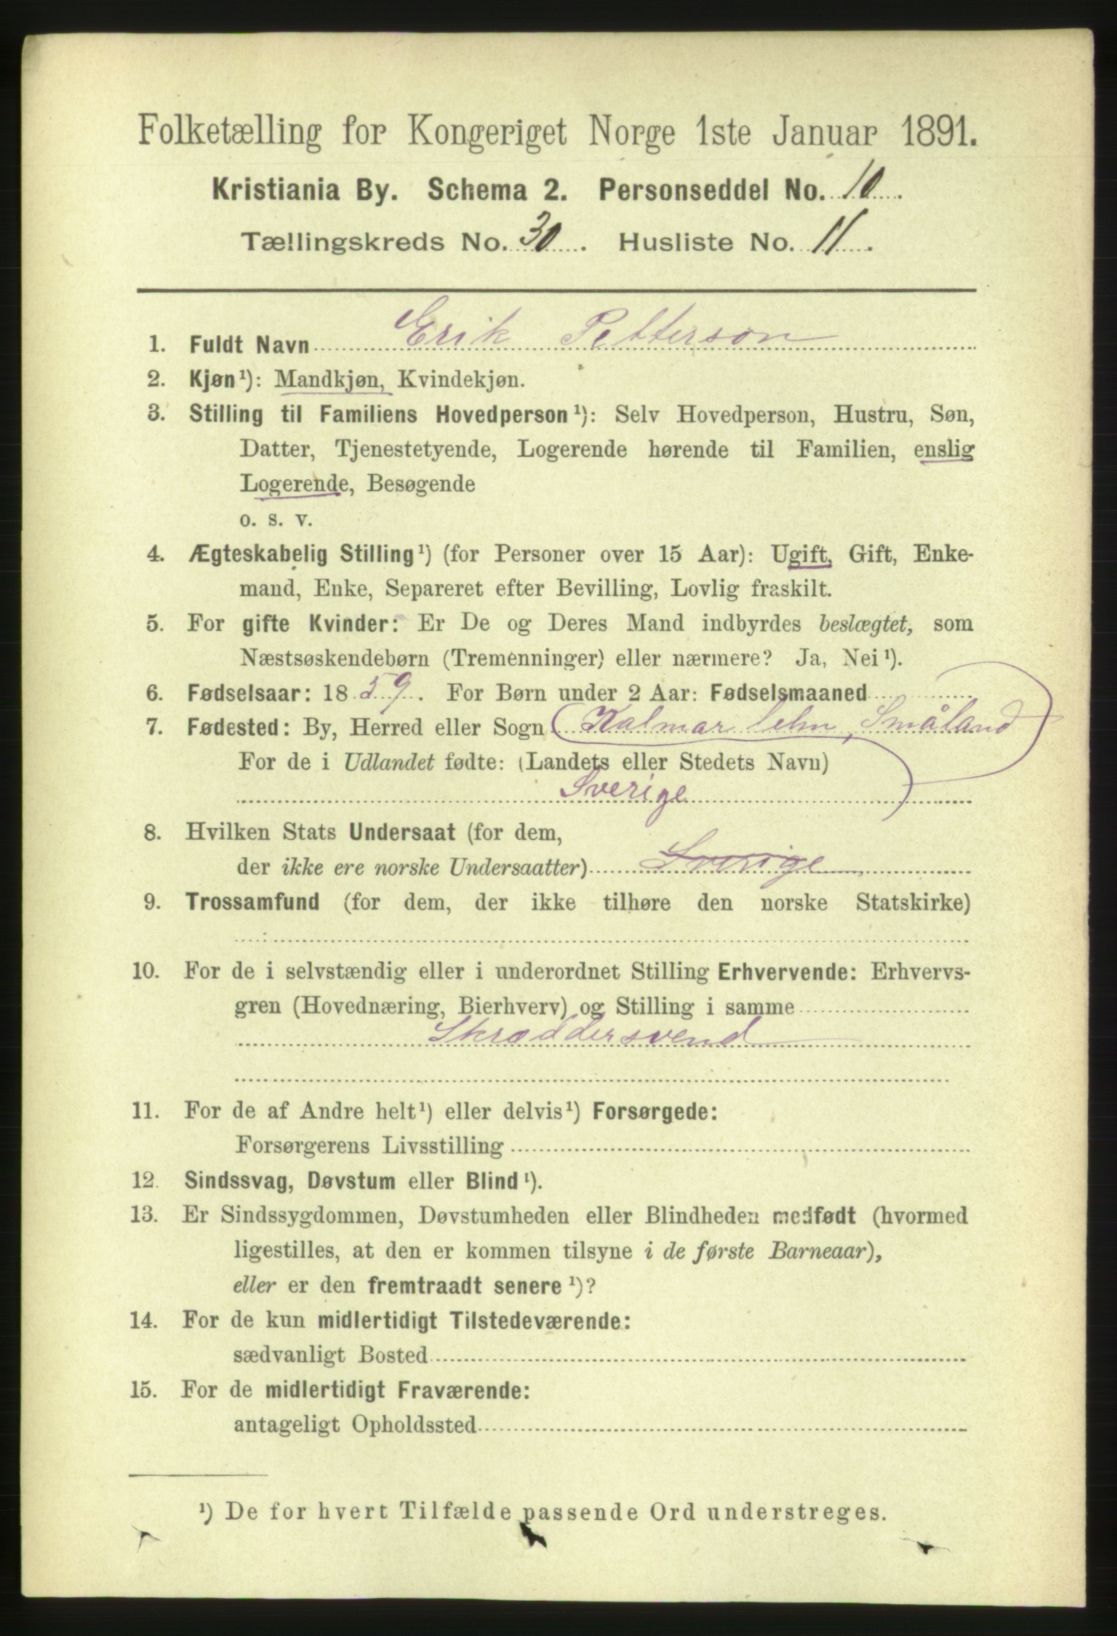 Folketælling for Kongeriget Norge 1ste Januar 1891.
Kristiania By. Schema 2. Personseddel No. 10.
Tællingskreds No. 30. Husliste No. 11.
1. Fuldt Navn Erik Petterson
2. Kjøn¹): Mandkjøn, Kvindekjøn.
3. Stilling til Familiens Hovedperson¹): Selv Hovedperson, Hustru, Søn,
Datter, Tjenestetyende, Logerende hørende til Familien, enslig
Logerende, Besøgende
o. s. v.
4. Ægteskabelig Stilling¹) (for Personer over 15 Aar): Ugift, Gift, Enke-
mand, Enke, Separeret efter Bevilling, Lovlig fraskilt.
5. For gifte Kvinder: Er De og Deres Mand indbyrdes beslægtet, som
Næstsøskendebørn (Tremenninger) eller nærmere? Ja, Nei¹).
6. Fødselsaar: 1859. For Børn under 2 Aar: Fødselsmaaned
7. Fødested: By, Herred eller Sogn (Kalmar lehn, Småland
For de i Udlandet fødte: (Landets eller Stedets Navn)
Sverige )
8. Hvilken Stats Undersaat (for dem,
der ikke ere norske Undersaatter) Sverige
9. Trossamfund (for dem, der ikke tilhøre den norske Statskirke)
10. For de i selvstændig eller i underordnet Stilling Erhvervende: Erhvervs-
gren (Hovednæring, Bierhverv) og Stilling i samme
Skræddersvend
11. For de af Andre helt¹) eller delvis¹) Forsørgede:
Forsørgerens Livsstilling
12. Sindssvag, Døvstum eller Blind¹).
13. Er Sindssygdommen, Døvstumheden eller Blindheden medfødt (hvormed
ligestilles, at den er kommen tilsyne i de første Barneaar),
eller er den fremtraadt senere¹)?
14. For de kun midlertidigt Tilstedeværende:
sædvanligt Bosted
15. For de midlertidigt Fraværende:
antageligt Opholdssted
¹) De for hvert Tilfælde passende Ord understreges.